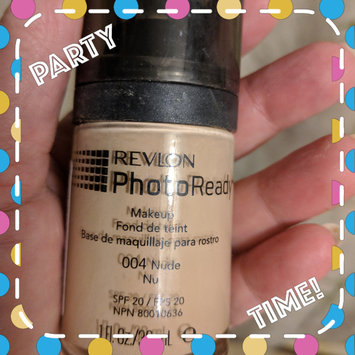 PARTY
REVLON
PhotoReady
Makeup
Fond de teint
Base de maquillaje para rostro
004 Nude
Nu
SPF 20 / FPS 20
NPN 80010636
TIME!